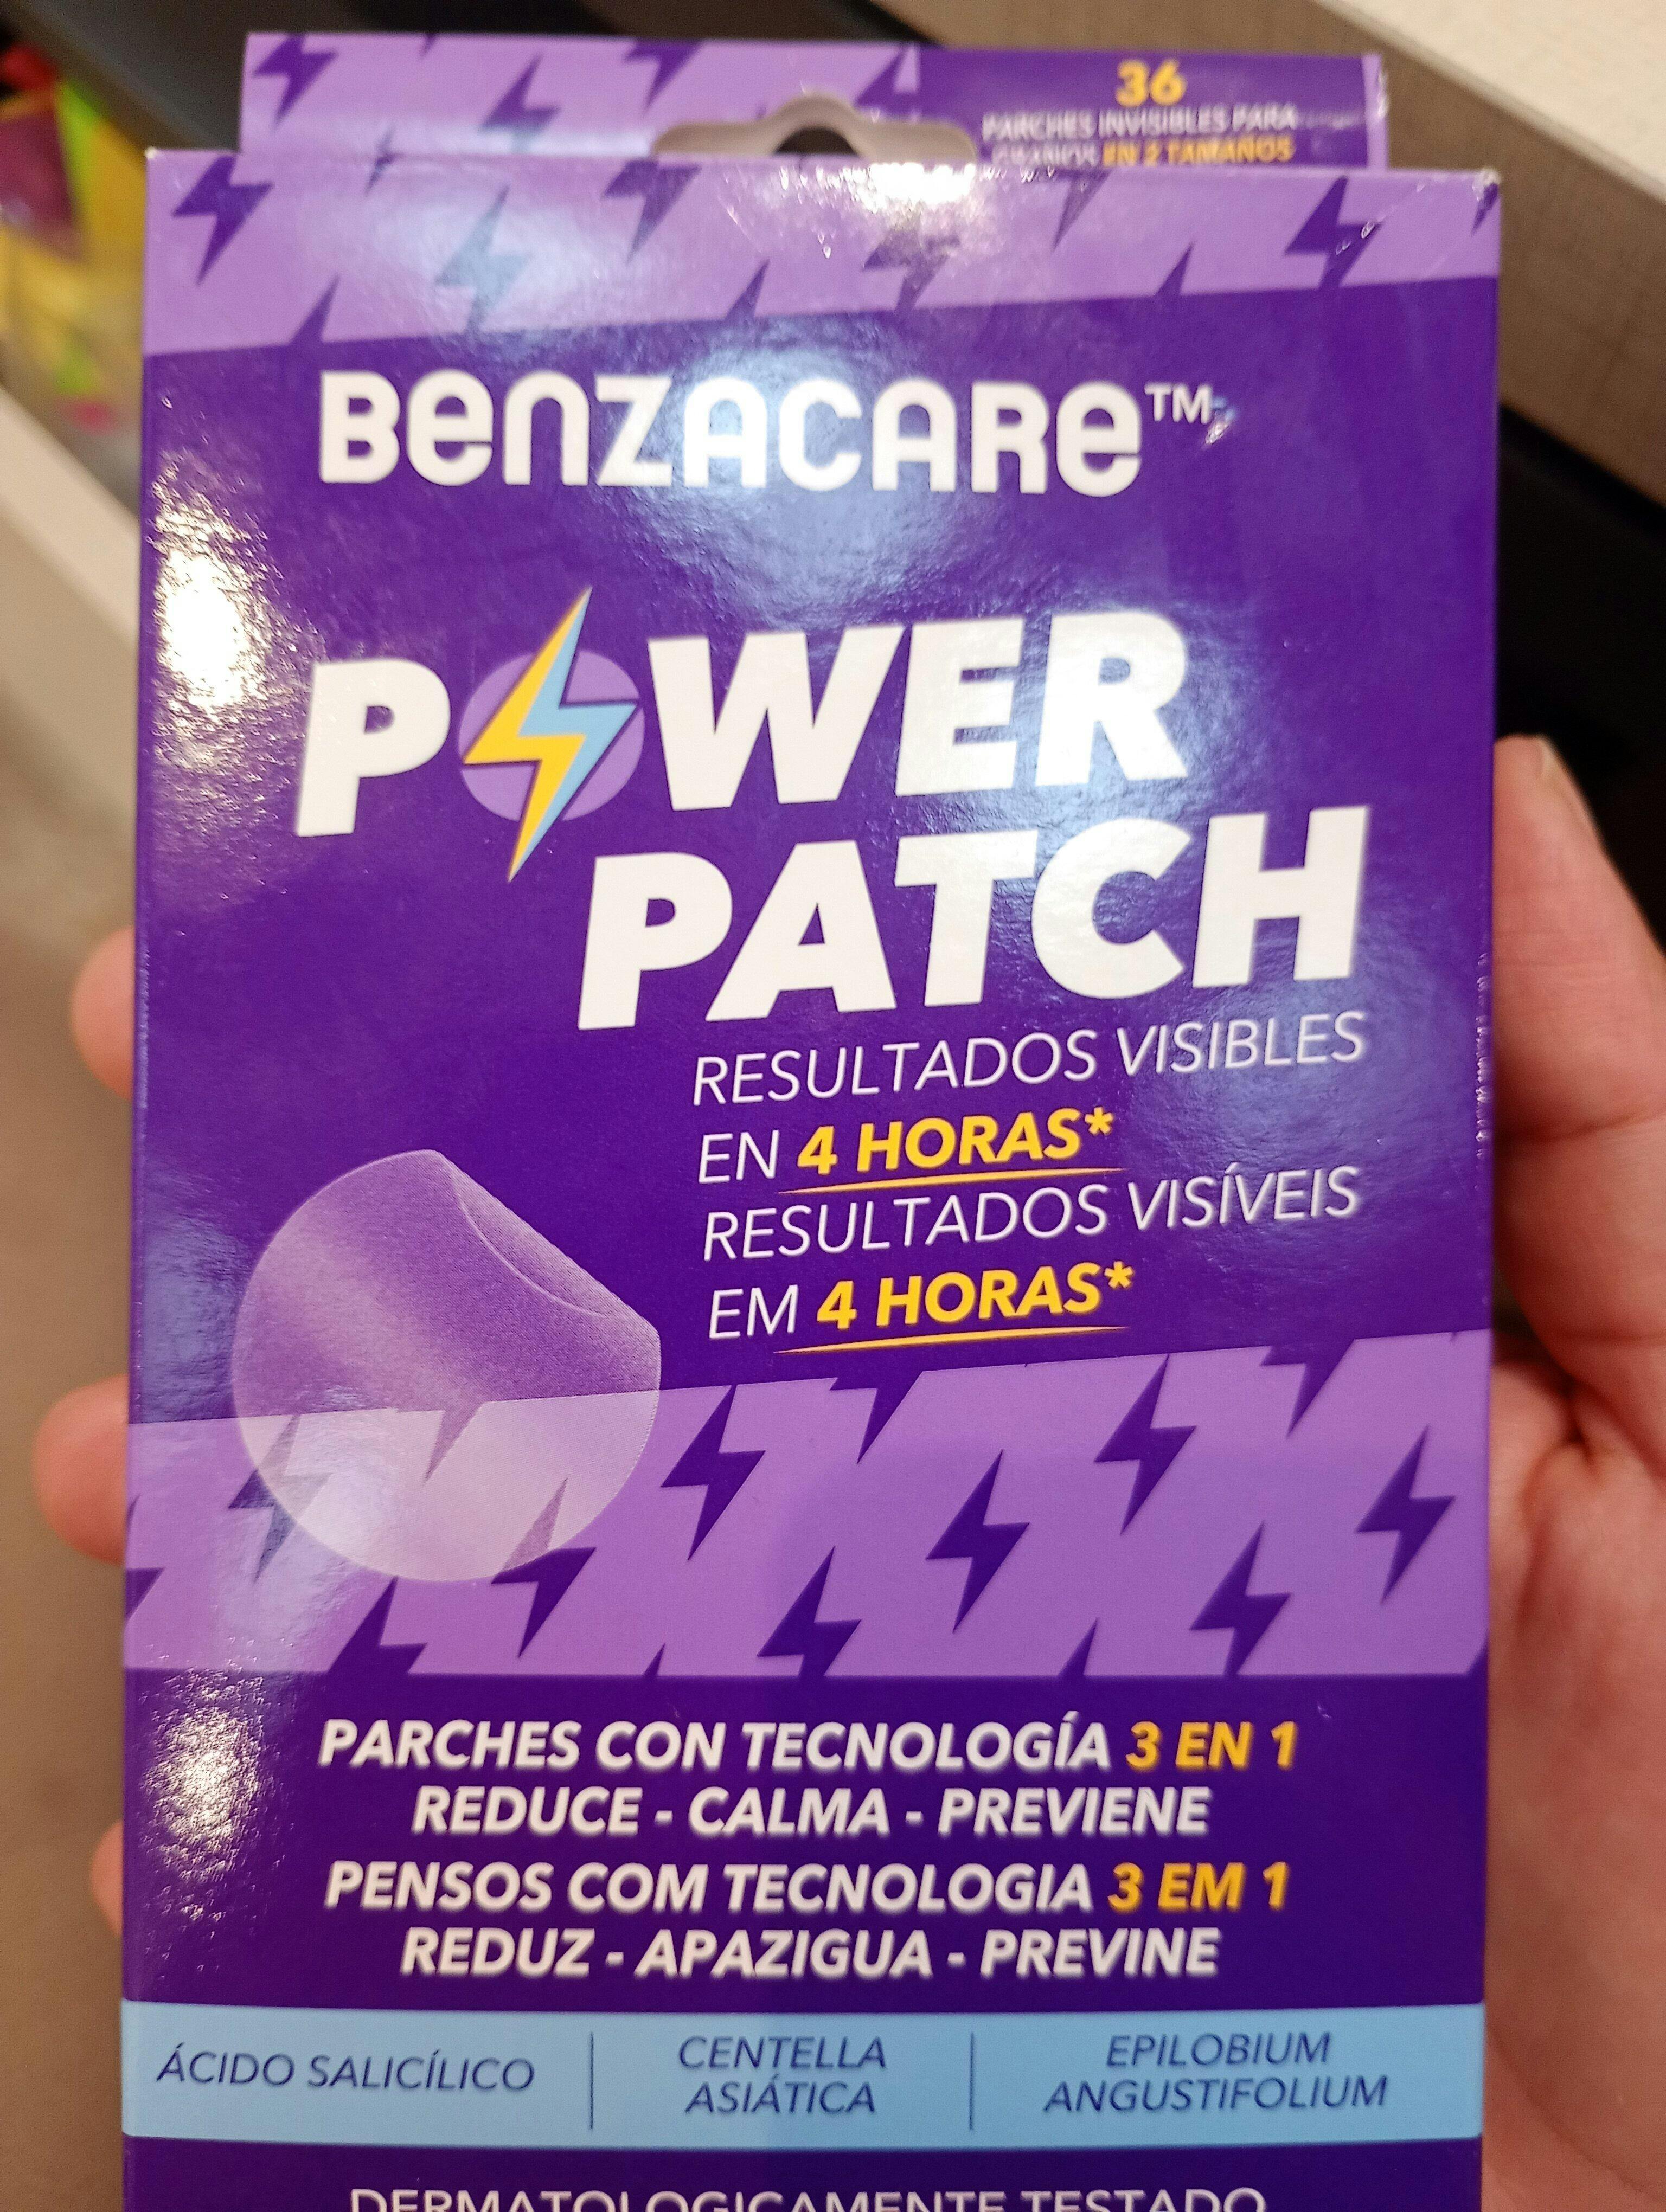 36
PARCHES INVISIBLES PARA
GRANOS EN 2 TAMAÑOS
BENZACARE™
POWER
PATCH
RESULTADOS VISIBLES
EN 4 HORAS*
RESULTADOS VISÍVEIS
EM 4 HORAS*
PARCHES CON TECNOLOGÍA 3 EN 1
REDUCE - CALMA - PREVIENE
PENSOS COM TECNOLOGIA 3 EM 1
REDUZ - APAZIGUA - PREVINE
ÁCIDO SALICÍLICO
CENTELLA
ASIÁTICA
EPILOBIUM
ANGUSTIFOLIUM
DERMATOLOGICAMENTE TESTADO